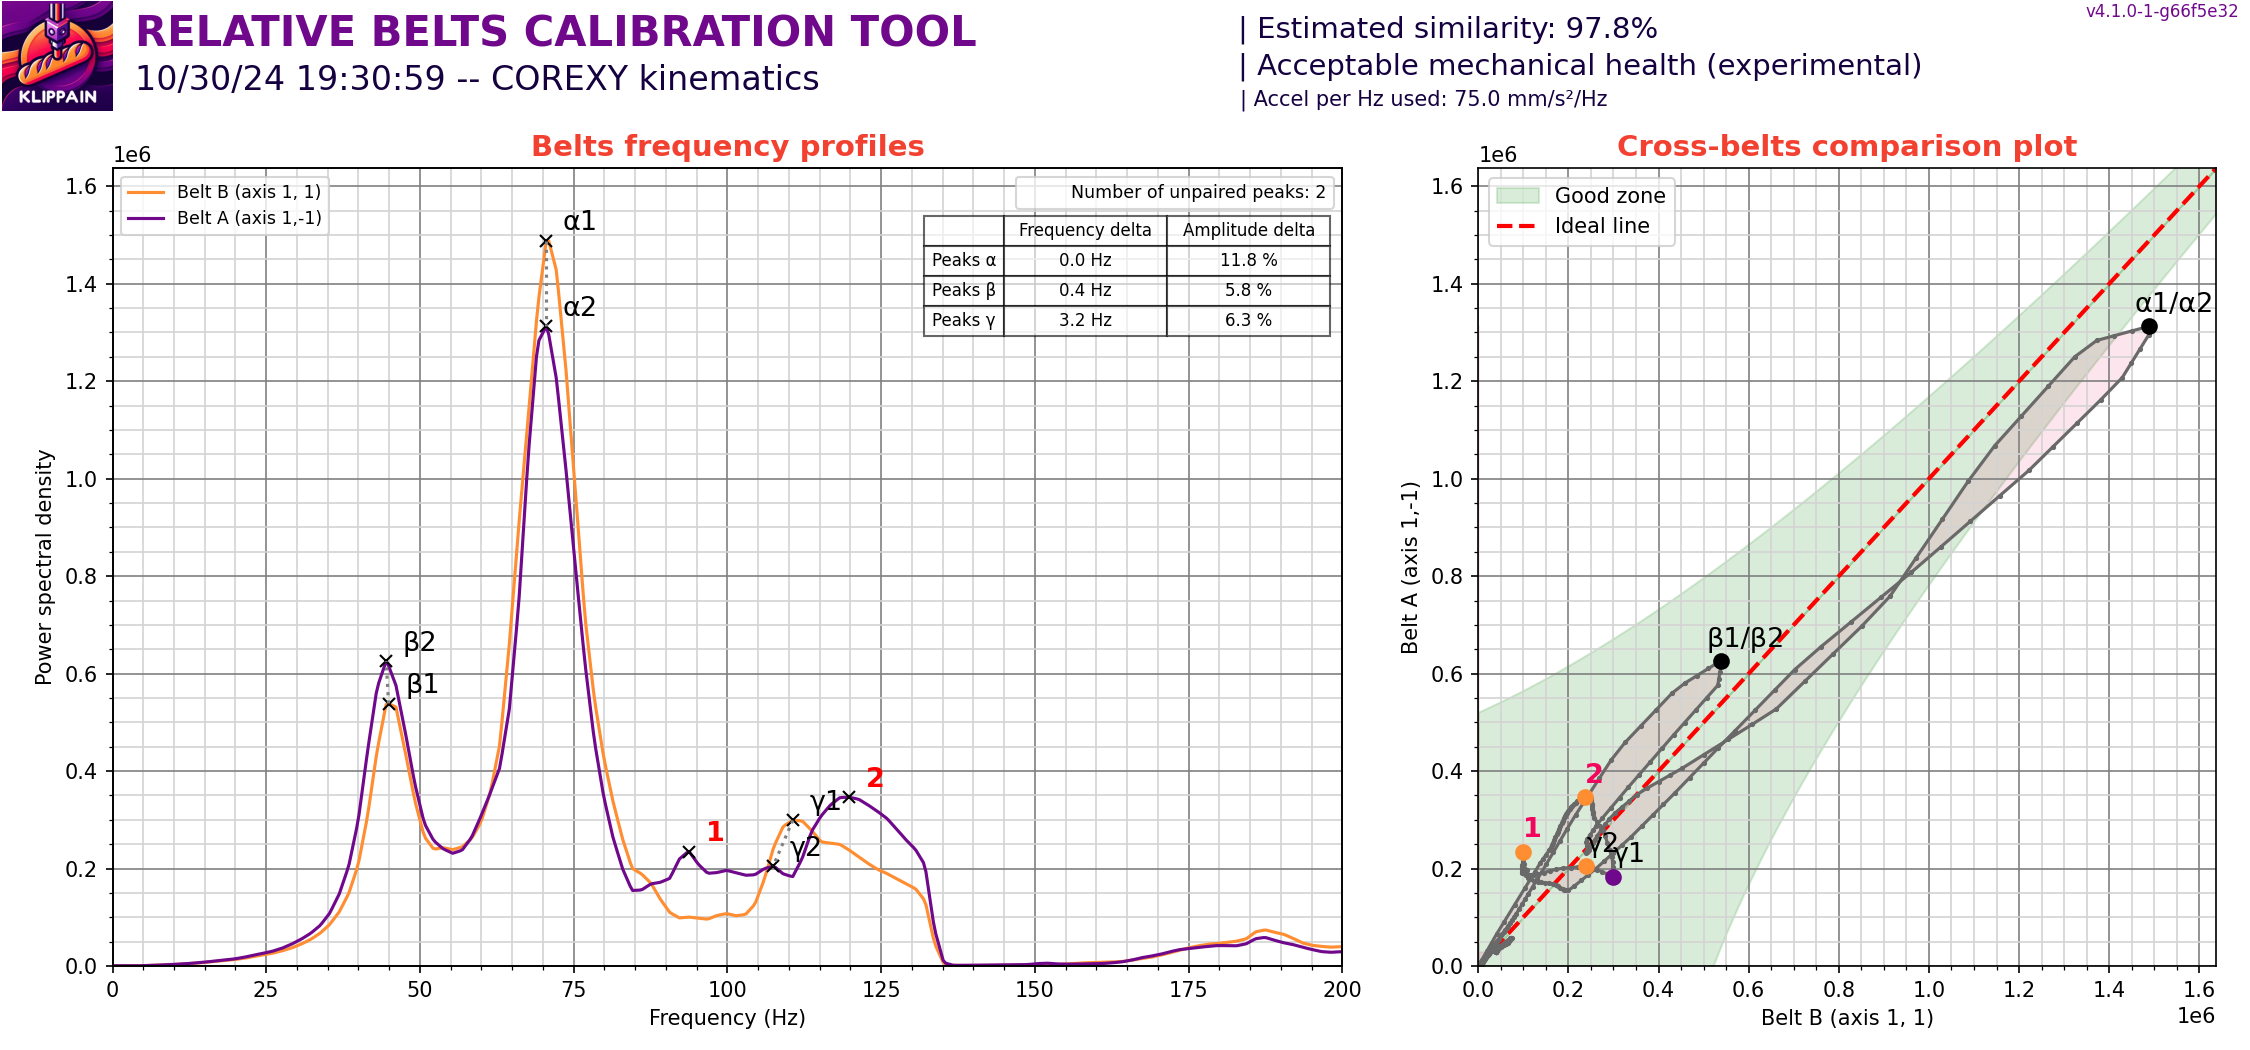 KLIPPAIN
RELATIVE BELTS CALIBRATION TOOL
10/30/24 19:30:59 -- COREXY kinematics
| Estimated similarity: 97.8%
| Acceptable mechanical health (experimental)
| Accel per Hz used: 75.0 mm/s²/Hz
v4.1.0-1-g66f5e32
Belts frequency profiles
1e6
Belt B (axis 1, 1)
Belt A (axis 1,-1)
Number of unpaired peaks: 2
Frequency delta Amplitude delta
Peaks α 0.0 Hz 11.8 %
Peaks β 0.4 Hz 5.8 %
Peaks γ 3.2 Hz 6.3 %
α1
α2
β2
β1
1
2
γ1
γ2
1.6
1.4
1.2
1.0
0.8
0.6
0.4
0.2
0.0
Power spectral density
0 25 50 75 100 125 150 175 200
Frequency (Hz)
Cross-belts comparison plot
1e6
Good zone
Ideal line
α1/α2
β1/β2
2
1
γ2
γ1
1.6
1.4
1.2
1.0
0.8
0.6
0.4
0.2
0.0
Belt A (axis 1,-1)
0.0 0.2 0.4 0.6 0.8 1.0 1.2 1.4 1.6
Belt B (axis 1, 1)
1e6